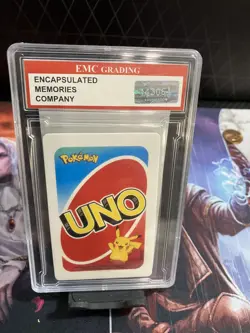 EMC GRADING
ENCAPSULATED
MEMORIES
COMPANY
POKéMON
UNO